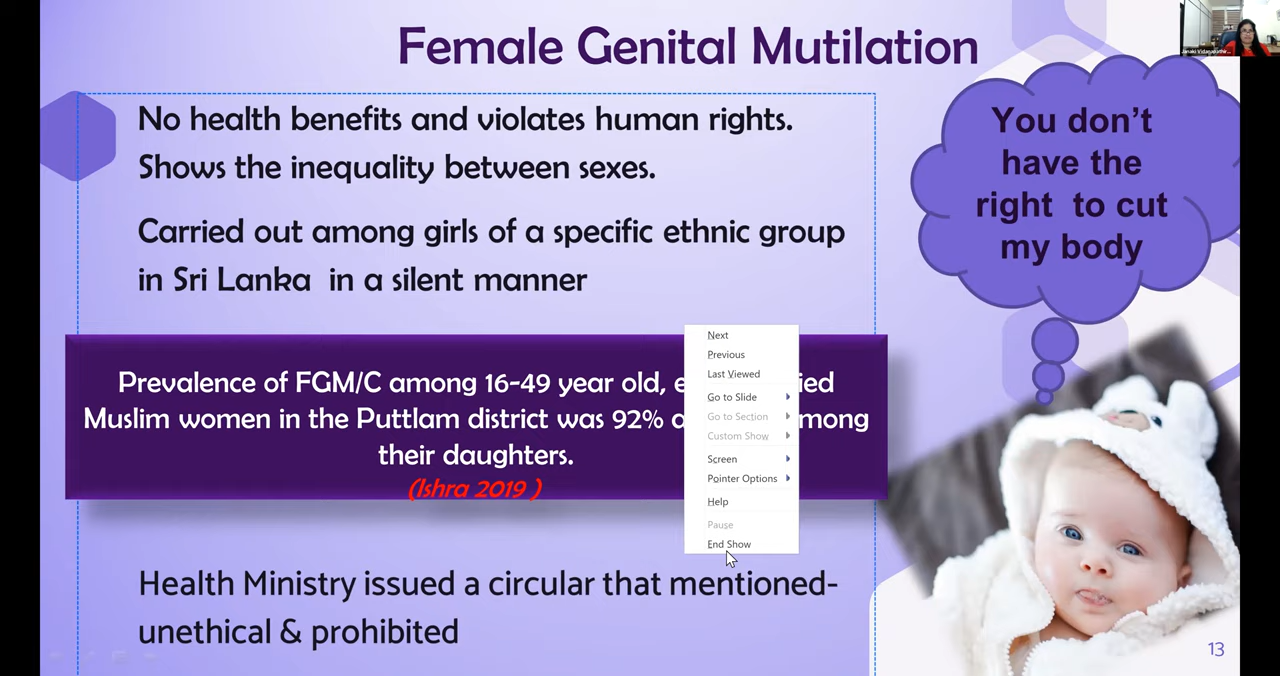 Female Genital Mutilation
No health benefits and violates human rights.
Shows the inequality between sexes.
Carried out among girls of a specific ethnic group
in Sri Lanka in a silent manner
You don't
have the
right to cut
my body
Prevalence of FGM/C among 16-49 year old,
Muslim women in the Puttlam district was 92%
their daughters.
(Ishra 2019 )
Next
Previous
Last Viewed
Go to Slide
Go to Section
Custom Show
Screen
Pointer Options
Help
Pause
End Show
Health Ministry issued a circular that mentioned-
unethical & prohibited
13